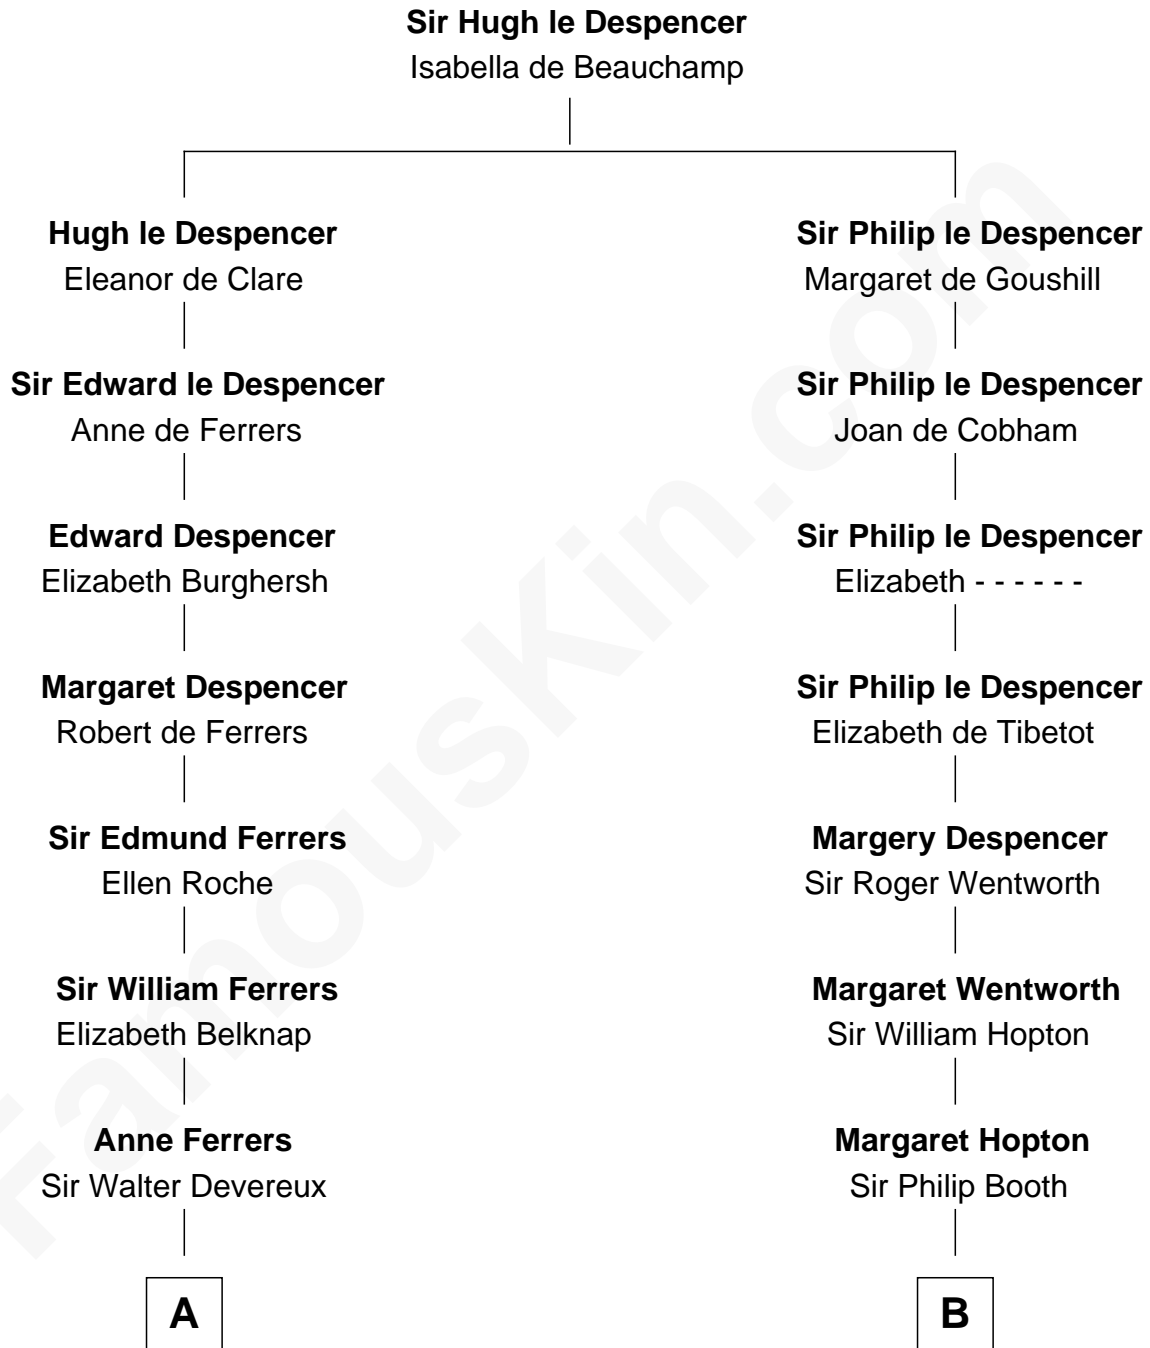 Sir Hugh le Despencer
Isabella de Beauchamp
Hugh le Despencer
Eleanor de Clare
Sir Philip le Despencer
Margaret de Goushill
Sir Edward le Despencer
Anne de Ferrers
Sir Philip le Despencer
Joan de Cobham
Edward Despencer
Elizabeth Burghersh
Sir Philip le Despencer
Elizabeth - - - - - -
Margaret Despencer
Robert de Ferrers
Sir Philip le Despencer
Elizabeth de Tibetot
Sir Edmund Ferrers
Ellen Roche
Margery Despencer
Sir Roger Wentworth
Sir William Ferrers
Elizabeth Belknap
Margaret Wentworth
Sir William Hopton
Anne Ferrers
Sir Walter Devereux
Margaret Hopton
Sir Philip Booth
A
B
FamousKin.com